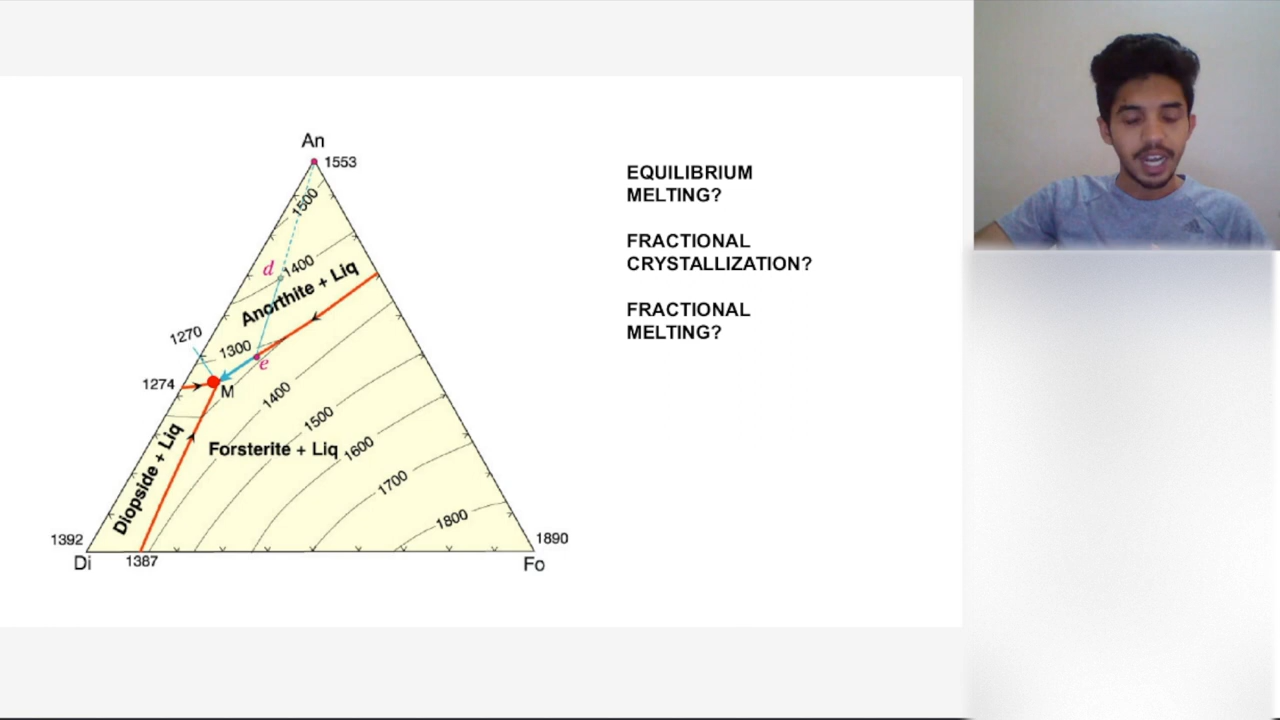 An
1553
1500
d
1400
Anorthite + Liq
1270
1300
e
1274
M
1400
1500
Diopside + Liq
Forsterite + Liq
1600
1700
1800
1392
1890
Di
1387
Fo
EQUILIBRIUM
MELTING?
FRACTIONAL
CRYSTALLIZATION?
FRACTIONAL
MELTING?